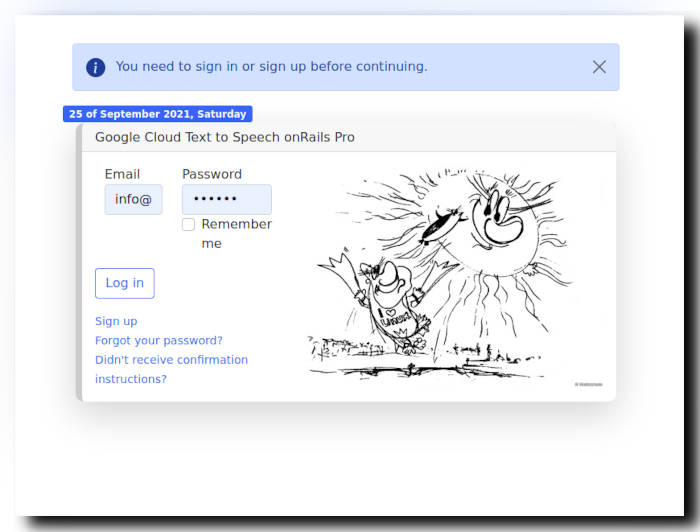 You need to sign in or sign up before continuing.
25 of September 2021, Saturday
Google Cloud Text to Speech onRails Pro
Email
Password
info@
••••••
Remember
me
Log in
Sign up
Forgot your password?
Didn't receive confirmation
instructions?
I